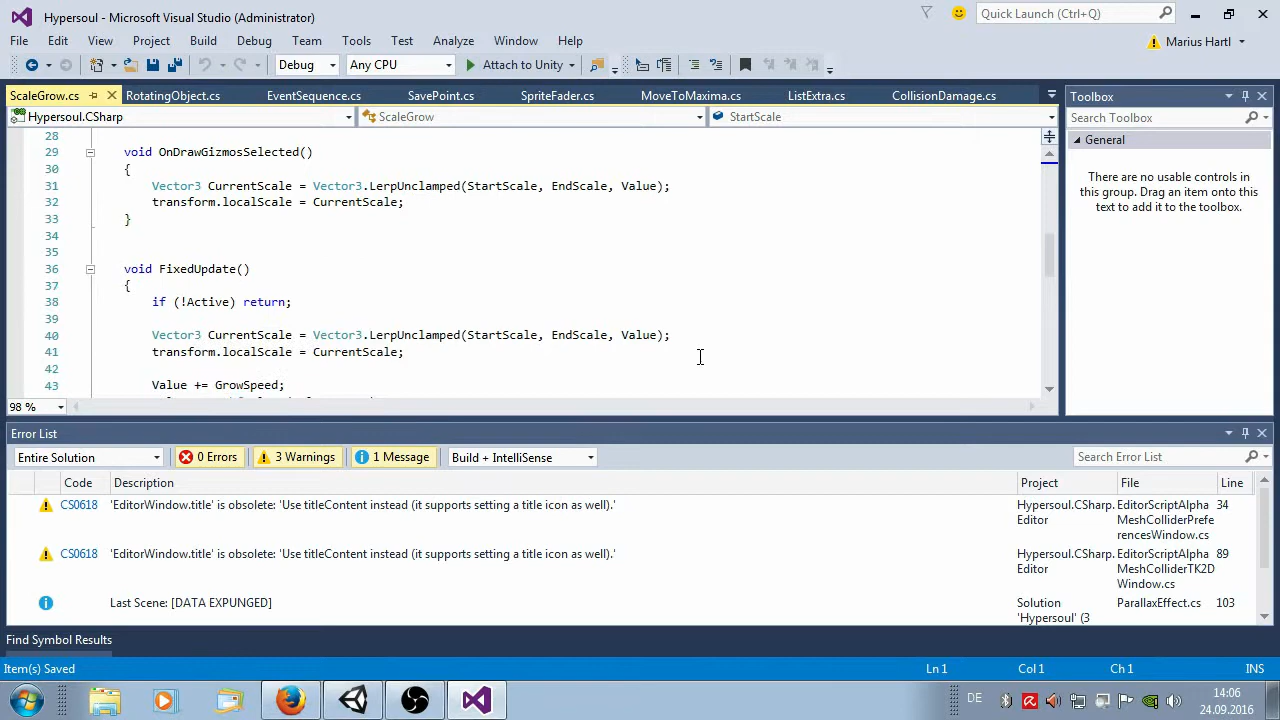 Hypersoul - Microsoft Visual Studio (Administrator)
Quick Launch (Ctrl+Q)
File Edit View Project Build Debug Team Tools Test Analyze Window Help
Marius Hartl
Debug Any CPU Attach to Unity
ScaleGrow.cs RotatingObject.cs EventSequence.cs SavePoint.cs SpriteFader.cs MoveToMaxima.cs ListExtra.cs CollisionDamage.cs
Hypersoul.CSharp ScaleGrow StartScale
28
29 void OnDrawGizmosSelected()
30 {
31 Vector3 CurrentScale = Vector3.LerpUnclamped(StartScale, EndScale, Value);
32 transform.localScale = CurrentScale;
33 }
34
35
36 void FixedUpdate()
37 {
38 if (!Active) return;
39
40 Vector3 CurrentScale = Vector3.LerpUnclamped(StartScale, EndScale, Value);
41 transform.localScale = CurrentScale;
42
43 Value += GrowSpeed;
98 %
Toolbox
Search Toolbox
General
There are no usable controls in
this group. Drag an item onto this
text to add it to the toolbox.
Error List
Entire Solution 0 Errors 3 Warnings 1 Message Build + IntelliSense Search Error List
Code Description Project File Line
CS0618 'EditorWindow.title' is obsolete: 'Use titleContent instead (it supports setting a title icon as well).' Hypersoul.CSharp. EditorScriptAlpha 34
Editor MeshColliderPrefe
rencesWindow.cs
CS0618 'EditorWindow.title' is obsolete: 'Use titleContent instead (it supports setting a title icon as well).' Hypersoul.CSharp. EditorScriptAlpha 89
Editor MeshColliderTK2D
Window.cs
Last Scene: [DATA EXPUNGED] Solution ParallaxEffect.cs 103
'Hypersoul' (3
Find Symbol Results
Item(s) Saved Ln 1 Col 1 Ch 1 INS
DE 14:06
24.09.2016